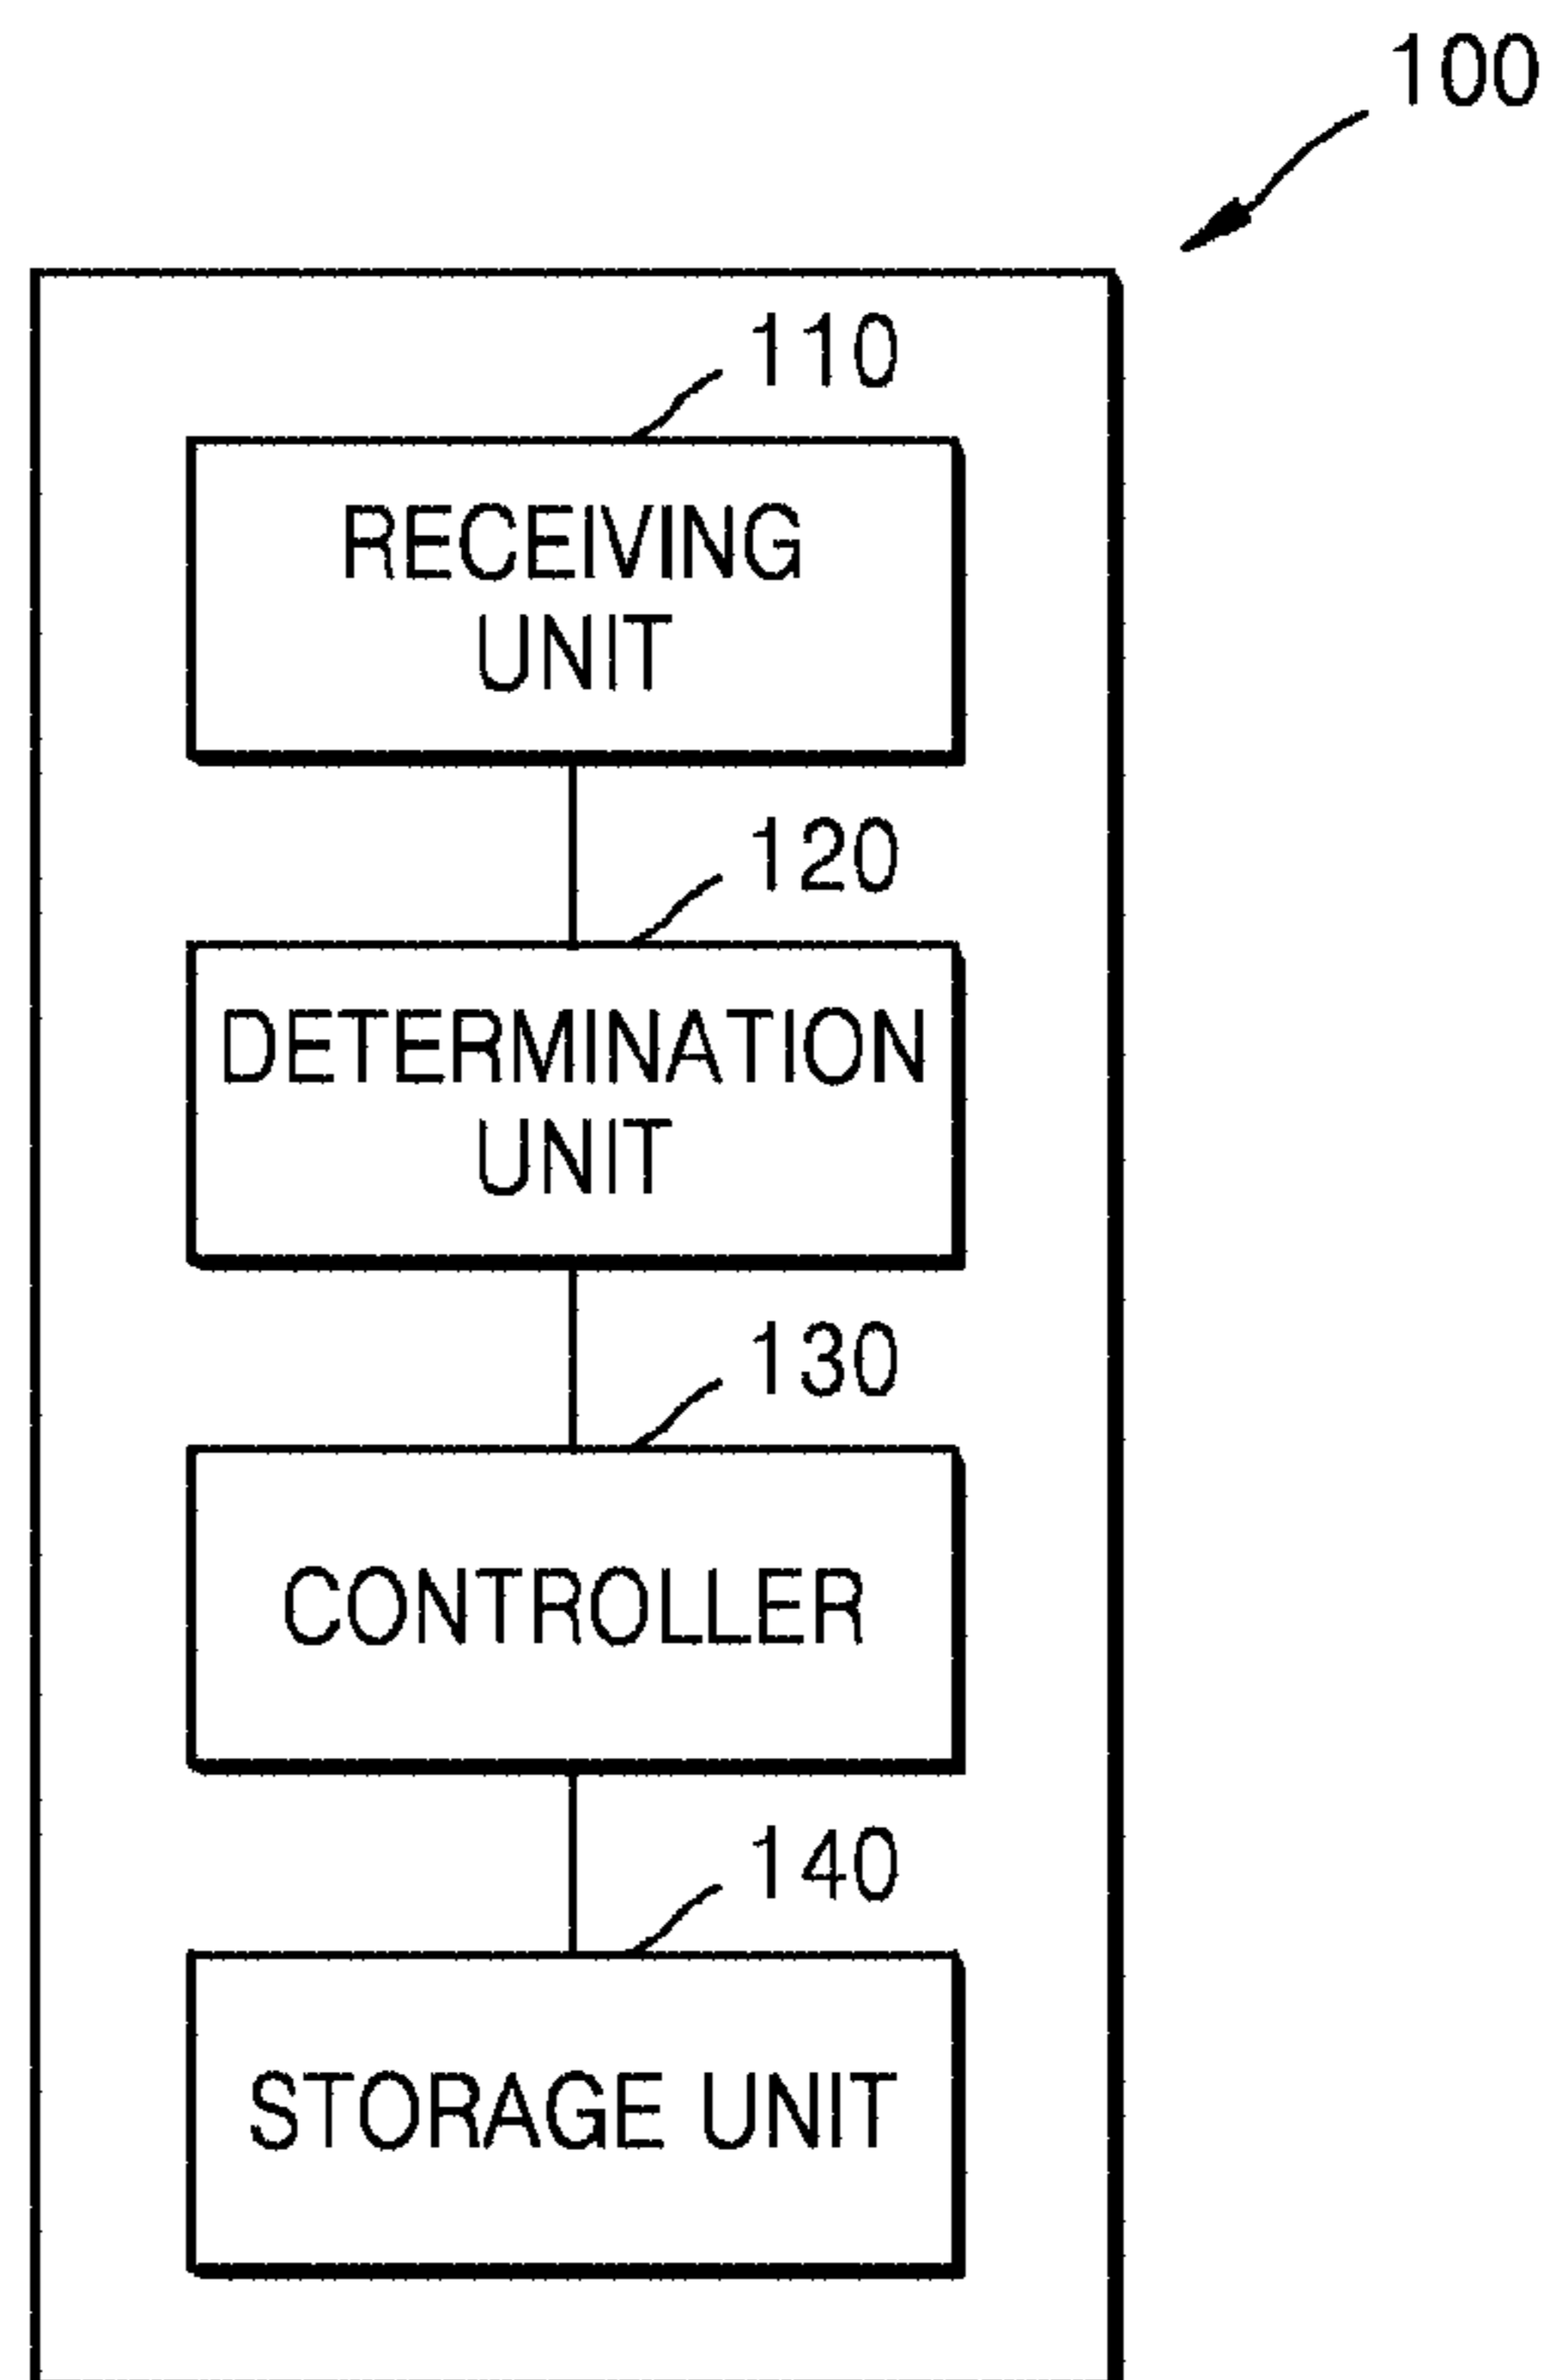 100
110
RECEIVING
UNIT
120
DETERMINATION
UNIT
130
CONTROLLER
140
STORAGE UNIT